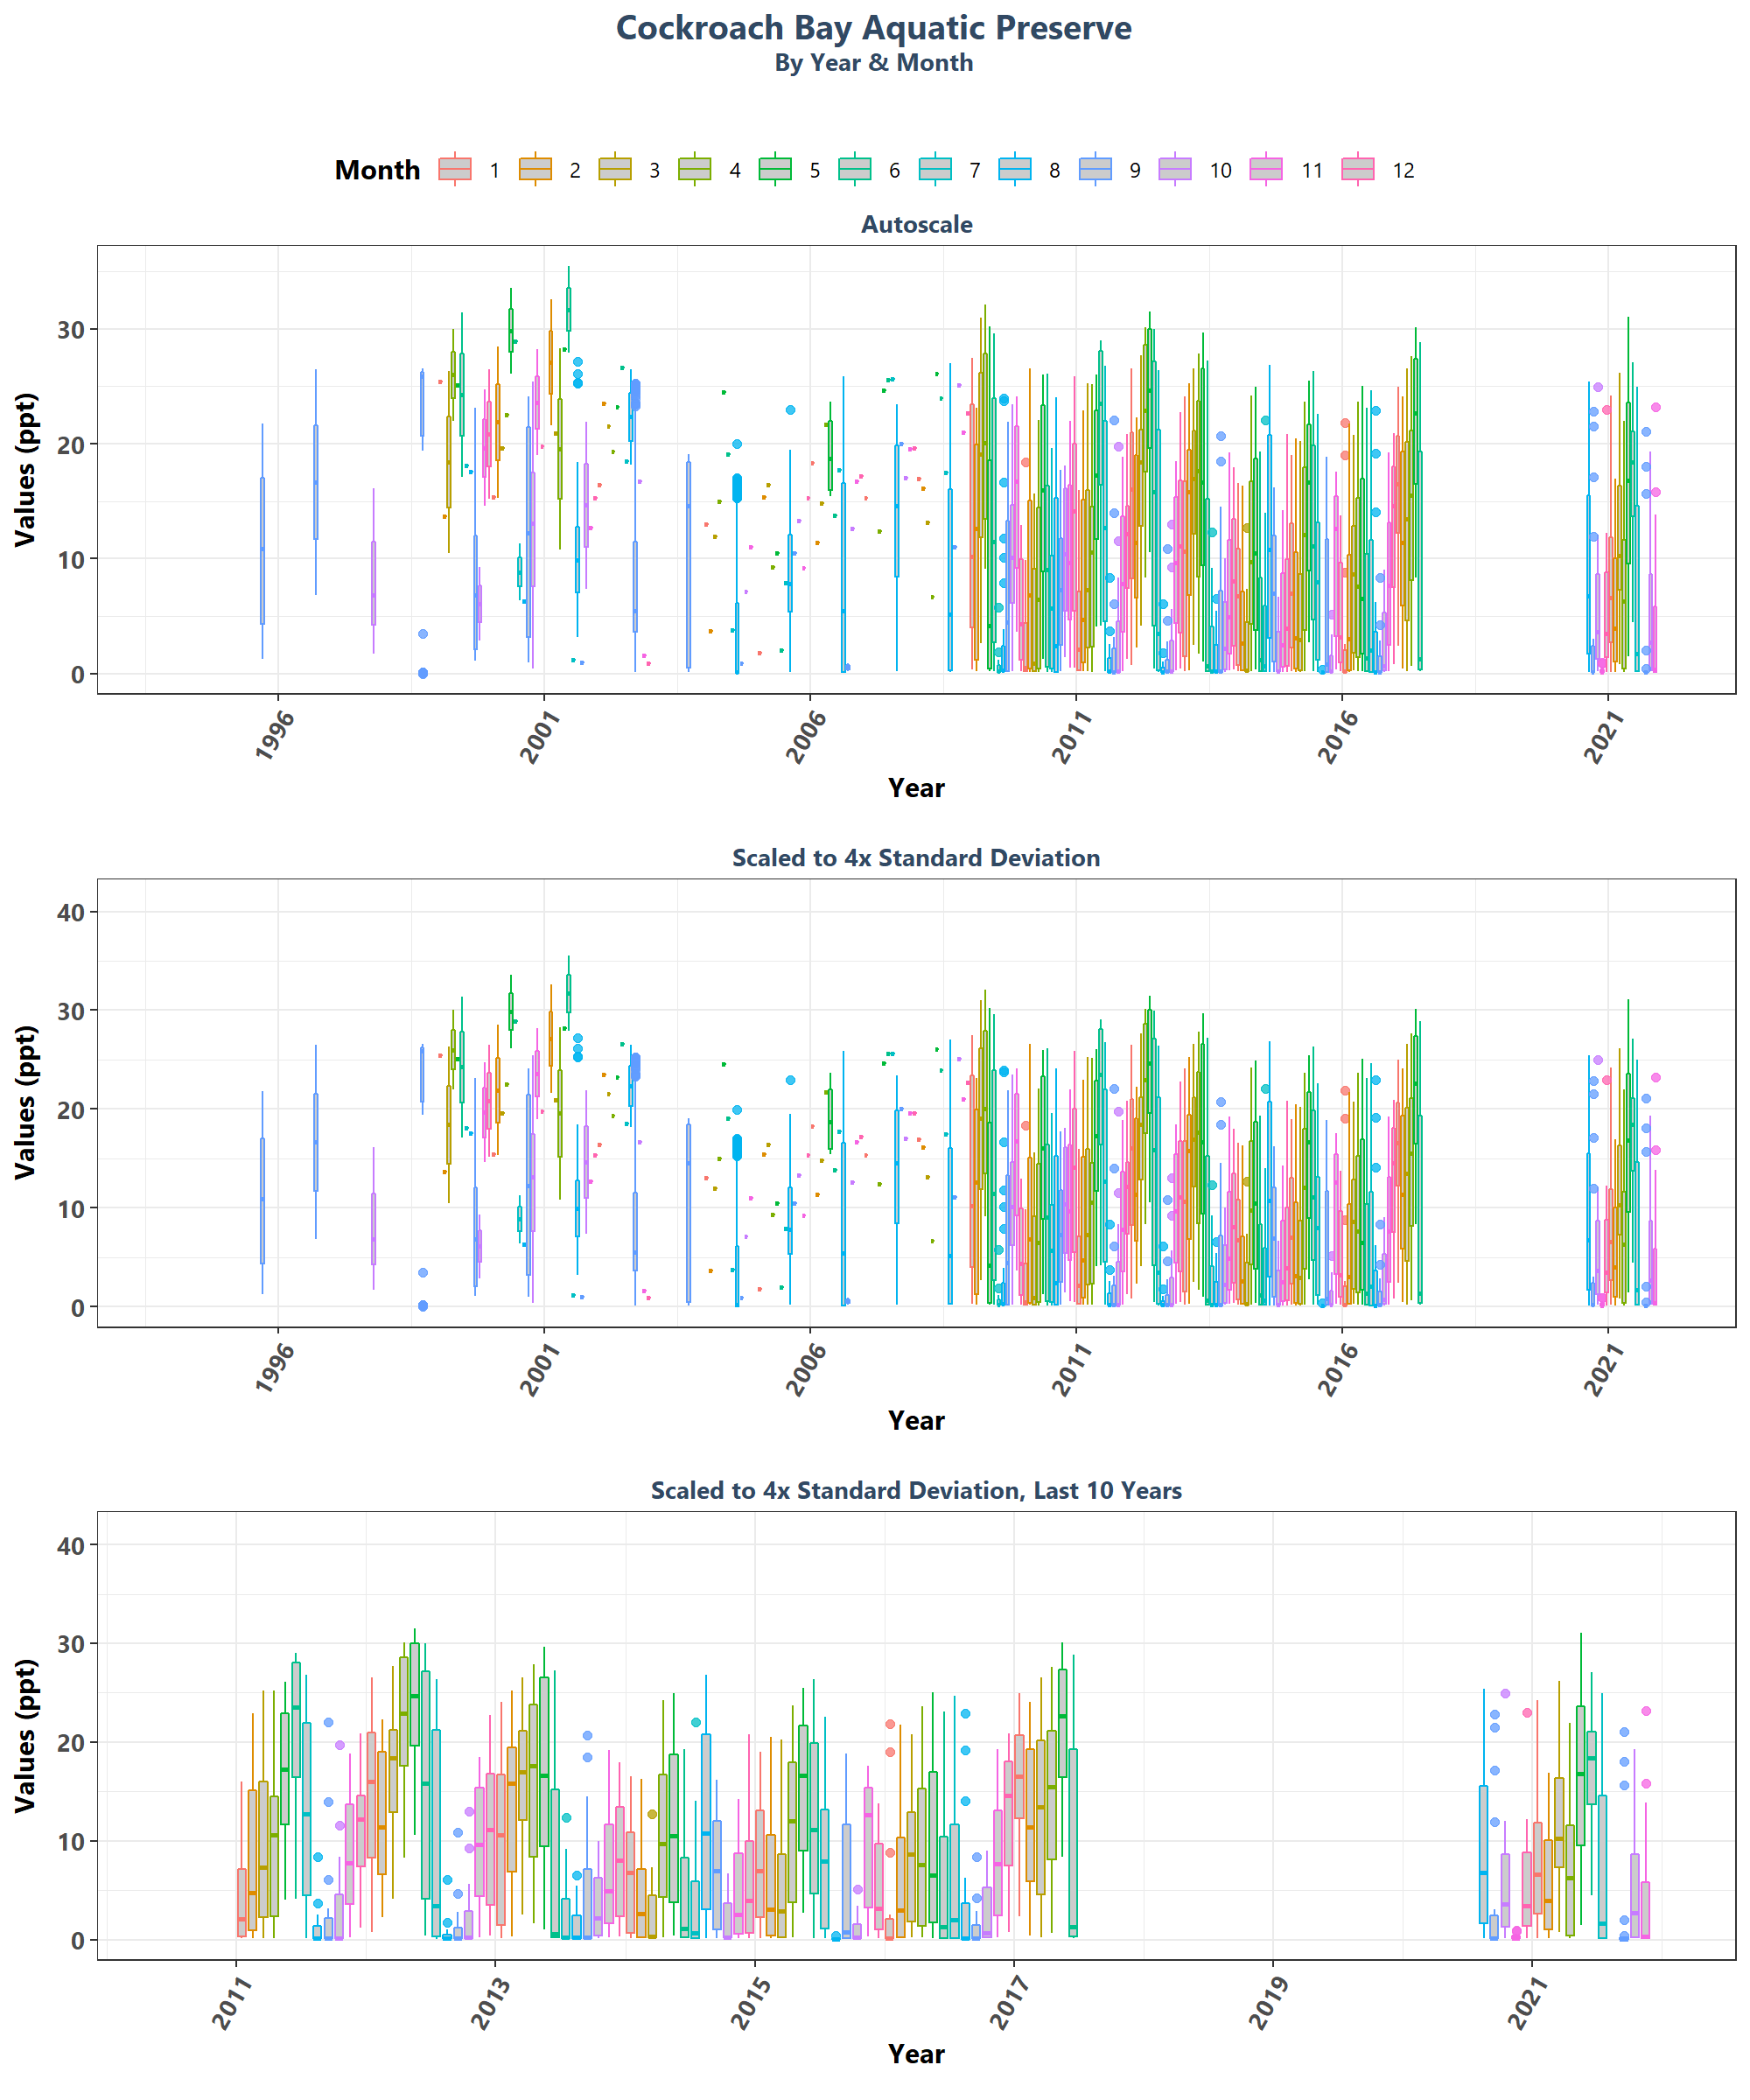 Cockroach Bay Aquatic Preserve
By Year & Month
Month 1 2 3 4 5 6 7 8 9 10 11 12
Autoscale
Values (ppt)
30
20
10
0
1996 2001 2006 2011 2016 2021
Year
Scaled to 4x Standard Deviation
Values (ppt)
40
30
20
10
0
1996 2001 2006 2011 2016 2021
Year
Scaled to 4x Standard Deviation, Last 10 Years
Values (ppt)
40
30
20
10
0
2011 2013 2015 2017 2019 2021
Year